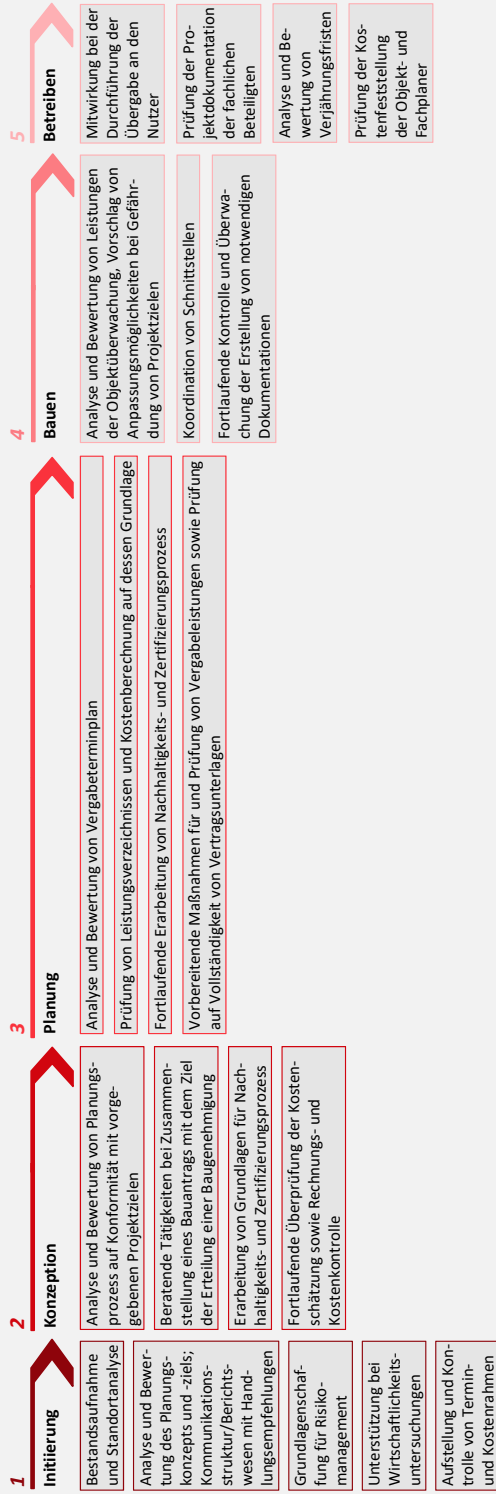 1
Initiierung
Bestandsaufnahme
und Standortanalyse
Analyse und Bewer-
tung des Planungs-
konzepts und -ziels;
Kommunikations-
struktur/Berichts-
wesen mit Hand-
lungsempfehlungen
Grundlagenschaf-
fung für Risiko-
management
Unterstützung bei
Wirtschaftlichkeits-
untersuchungen
Aufstellung und Kon-
trolle von Termin-
und Kostenrahmen
2
Konzeption
Analyse und Bewertung von Planungs-
prozess auf Konformität mit vorge-
gebenen Projektzielen
Beratende Tätigkeiten bei Zusammen-
stellung eines Bauantrags mit dem Ziel
der Erteilung einer Baugenehmigung
Erarbeitung von Grundlagen für Nach-
haltigkeits- und Zertifizierungsprozess
Fortlaufende Überprüfung der Kosten-
schätzung sowie Rechnungs- und
Kostenkontrolle
3
Planung
Analyse und Bewertung von Vergabeterminplan
Prüfung von Leistungsverzeichnissen und Kostenberechnung auf dessen Grundlage
Fortlaufende Erarbeitung von Nachhaltigkeits- und Zertifizierungsprozess
Vorbereitende Maßnahmen für und Prüfung von Vergabeleistungen sowie Prüfung
auf Vollständigkeit von Vertragsunterlagen
4
Bauen
Analyse und Bewertung von Leistungen
der Objektüberwachung, Vorschlag von
Anpassungsmöglichkeiten bei Gefähr-
dung von Projektzielen
Koordination von Schnittstellen
Fortlaufende Kontrolle und Überwa-
chung der Erstellung von notwendigen
Dokumentationen
5
Betreiben
Mitwirkung bei der
Durchführung der
Übergabe an den
Nutzer
Prüfung der Pro-
jektdokumentation
der fachlichen
Beteiligten
Analyse und Be-
wertung von
Verjährungsfristen
Prüfung der Kos-
tenfeststellung
der Objekt- und
Fachplaner